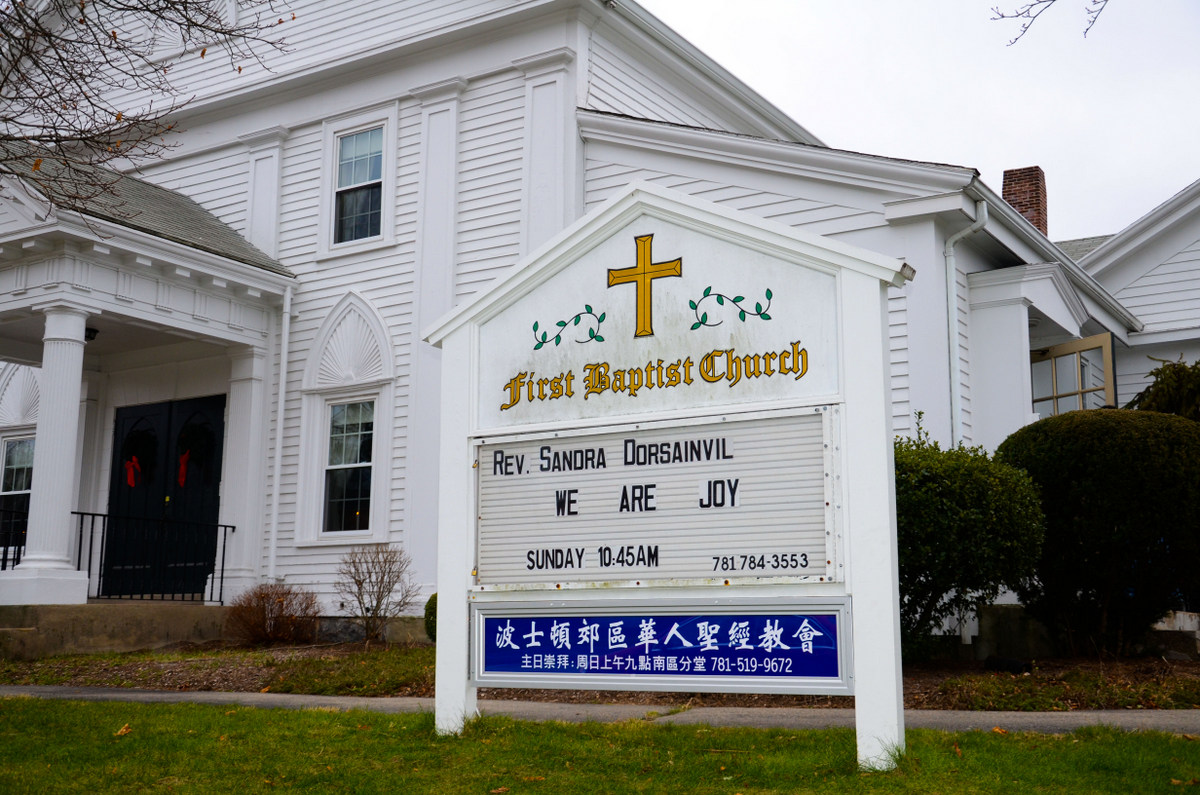 First Baptist Church
REV. SANDRA DORSAINVIL
WE ARE JOY
SUNDAY 10:45AM 781.784-3553
波士頓郊區華人聖經教會
主日崇拜：周日上午九點南區分堂 781-519-9672